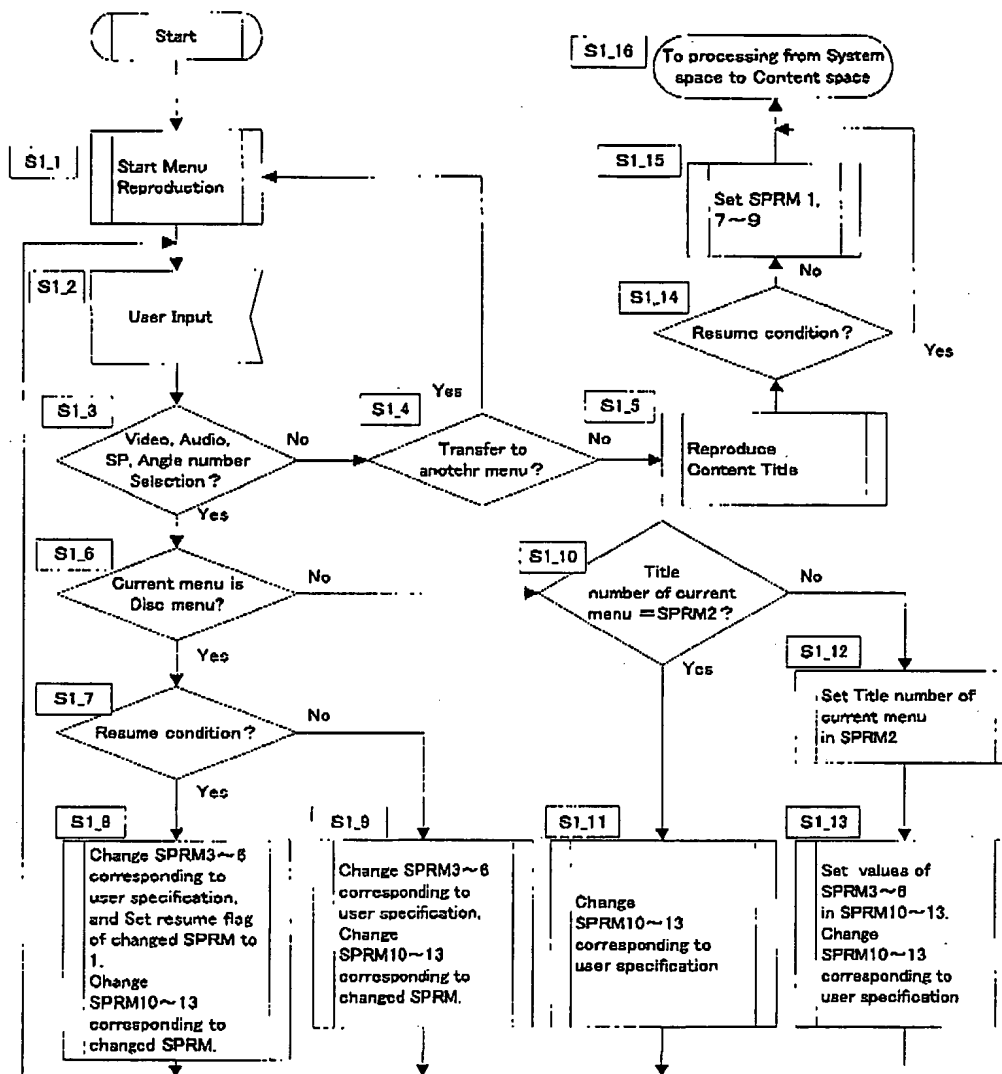 Start
S1_1
Start Menu
Reproduction
S1_2
User Input
S1_3
Video, Audio,
SP, Angle number
Selection?
No
Yes
S1_4
Transfer to
anotehr menu?
Yes
No
S1_5
Reproduce
Content Title
S1_14
Resume condition?
No
Yes
S1_15
Set SPRM 1,
7~9
S1_16
To processing from System
space to Content space
S1_6
Current menu is
Disc menu?
No
Yes
S1_7
Resume condition?
No
Yes
S1_8
Change SPRM3~6
corresponding to
user specification,
and Set resume flag
of changed SPRM to
1.
Change
SPRM10~13
corresponding to
changed SPRM.
S1_9
Change SPRM3~6
corresponding to
user specification,
Change
SPRM10~13
corresponding to
changed SPRM.
S1_10
Title
number of current
menu =SPRM2?
No
Yes
S1_11
Change
SPRM10~13
corresponding to
user specification
S1_12
Set Title number of
current menu
in SPRM2
S1_13
Set values of
SPRM3~6
in SPRM10~13.
Change
SPRM10~13
corresponding to
user specification